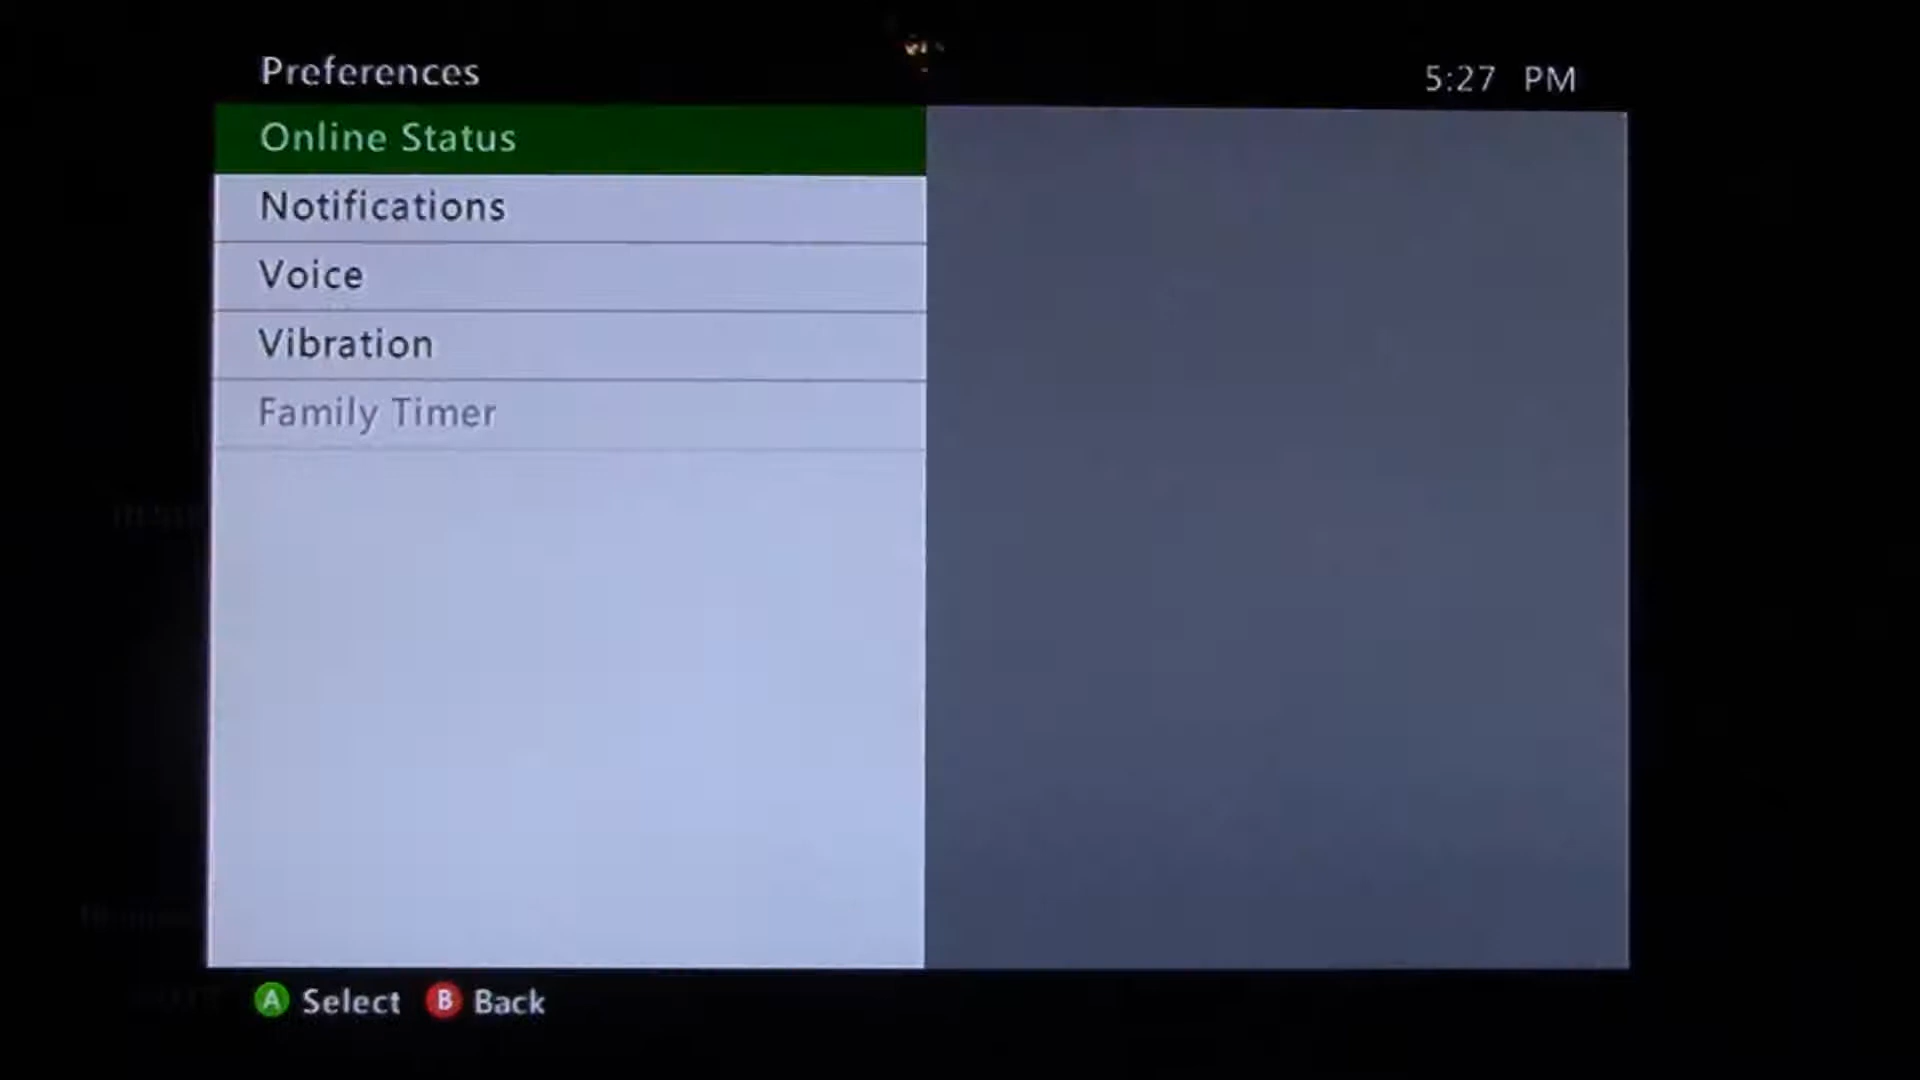 Preferences
5:27 PM
Online Status
Notifications
Voice
Vibration
Family Timer
A Select B Back